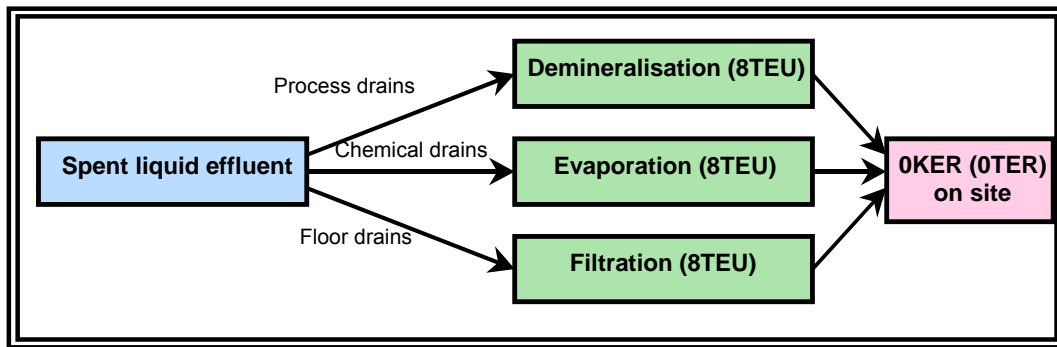 Process drains
Demineralisation (8TEU)
Spent liquid effluent
Chemical drains
Evaporation (8TEU)
0KER (0TER)
on site
Floor drains
Filtration (8TEU)